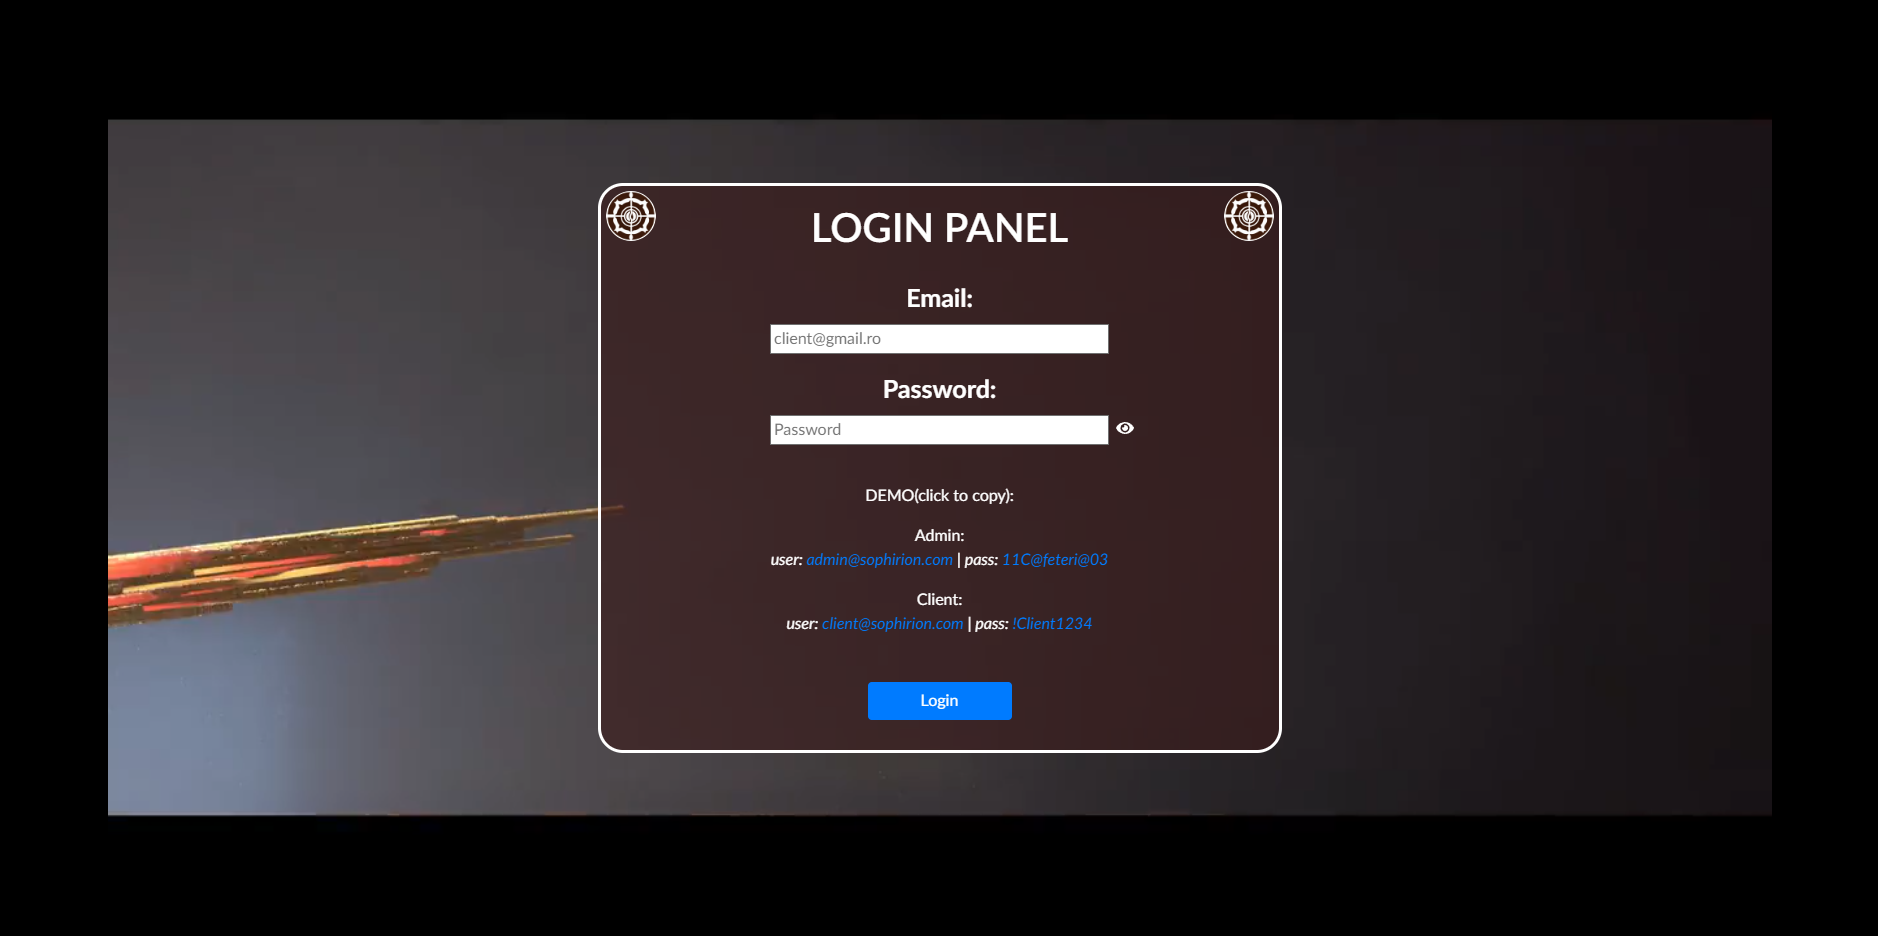 LOGIN PANEL
Email:
client@gmail.ro
Password:
Password
DEMO(click to copy):
Admin:
user: admin@sophirion.com | pass: 11C@feteri@03
Client:
user: client@sophirion.com | pass: !Client1234
Login